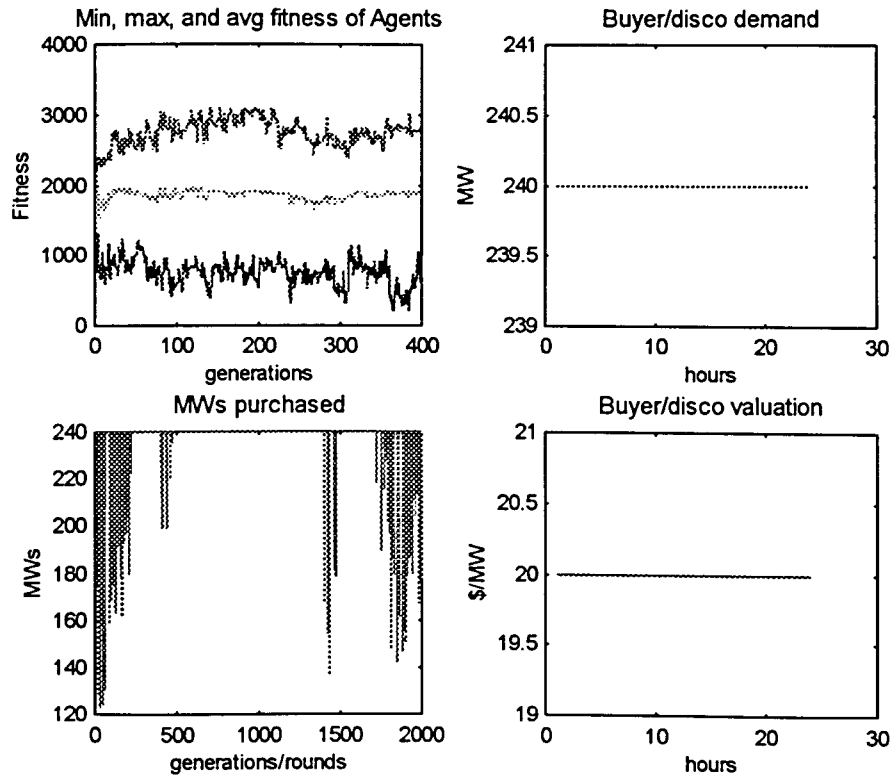 Min, max, and avg fitness of Agents
4000
3000
2000
1000
0
Fitness
0 100 200 300 400
generations
Buyer/disco demand
241
240.5
240
239.5
239
MW
0 10 20 30
hours
MWs purchased
240
220
200
180
160
140
120
MWs
0 500 1000 1500 2000
generations/rounds
Buyer/disco valuation
21
20.5
20
19.5
19
$/MW
0 10 20 30
hours